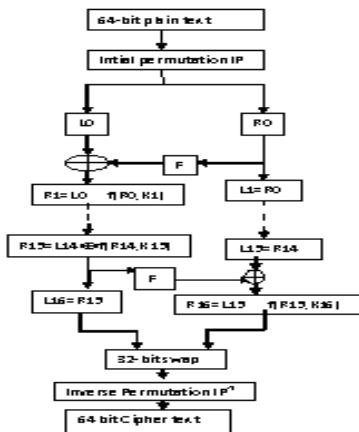 64-bit plain text
Intial permutation IP
L0
R0
F
R1= L0 f(R0,K1)
L1= R0
R15= L14⊕f(R14,K15)
L15= R14
F
L16= R15
R16= L15 f(R15,K16)
32-bit swap
Inverse Permutation IP⁻¹
64 bit Cipher text